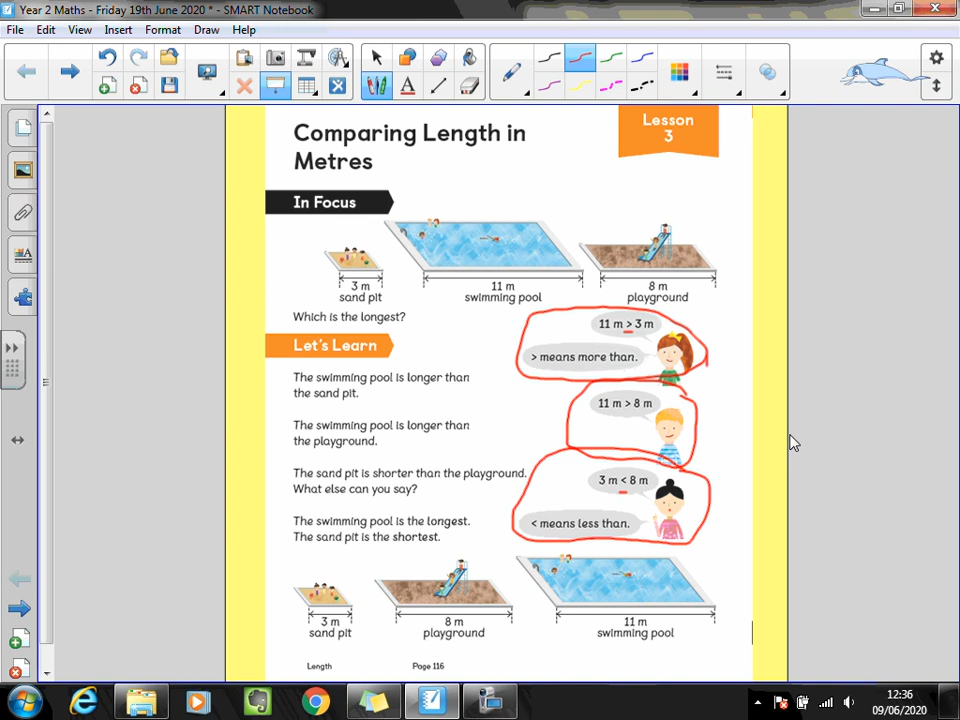 Year 2 Maths - Friday 19th June 2020 * - SMART Notebook
File Edit View Insert Format Draw Help
Comparing Length in
Metres
Lesson
3
In Focus
3 m
sand pit
11 m
swimming pool
8 m
playground
Which is the longest?
11 m > 3 m
> means more than.
Let's Learn
The swimming pool is longer than
the sand pit.
11 m > 8 m
The swimming pool is longer than
the playground.
The sand pit is shorter than the playground.
What else can you say?
3 m < 8 m
< means less than.
The swimming pool is the longest.
The sand pit is the shortest.
3 m
sand pit
8 m
playground
11 m
swimming pool
Length
Page 116
12:36
09/06/2020